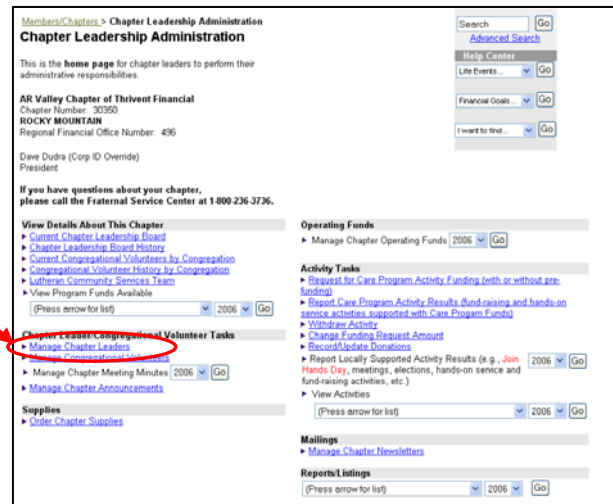 Members/Chapters > Chapter Leadership Administration
Chapter Leadership Administration
This is the home page for chapter leaders to perform their
administrative responsibilities.
AR Valley Chapter of Thrivent Financial
Chapter Number: 30350
ROCKY MOUNTAIN
Regional Financial Office Number: 496
Dave Dudra (Corp ID Override)
President
If you have questions about your chapter,
please call the Fraternal Service Center at 1-800-236-3736.
Search Go
Advanced Search
Help Center
Life Events... Go
Financial Goals... Go
I want to find... Go
View Details About This Chapter
Current Chapter Leadership Board
Chapter Leadership Board History
Current Congregational Volunteers by Congregation
Congregational Volunteer History by Congregation
Lutheran Community Services Team
View Program Funds Available
(Press arrow for list) 2006 Go
Chapter Leader/Congregational Volunteer Tasks
Manage Chapter Leaders
Manage Congregational Volunteers
Manage Chapter Meeting Minutes 2006 Go
Manage Chapter Announcements
Supplies
Order Chapter Supplies
Operating Funds
Manage Chapter Operating Funds 2006 Go
Activity Tasks
Request for Care Program Activity Funding (with or without pre-
funding)
Report Care Program Activity Results (fund-raising and hands-on
service activities supported with Care Progam Funds)
Withdraw Activity
Change Funding Request Amount
Record/Update Donations
Report Locally Supported Activity Results (e.g., Join 2006 Go
Hands Day, meetings, elections, hands-on service and
fund-raising activities, etc.)
View Activities
(Press arrow for list) 2006 Go
Mailings
Manage Chapter Newsletters
Reports/Listings
(Press arrow for list) 2006 Go